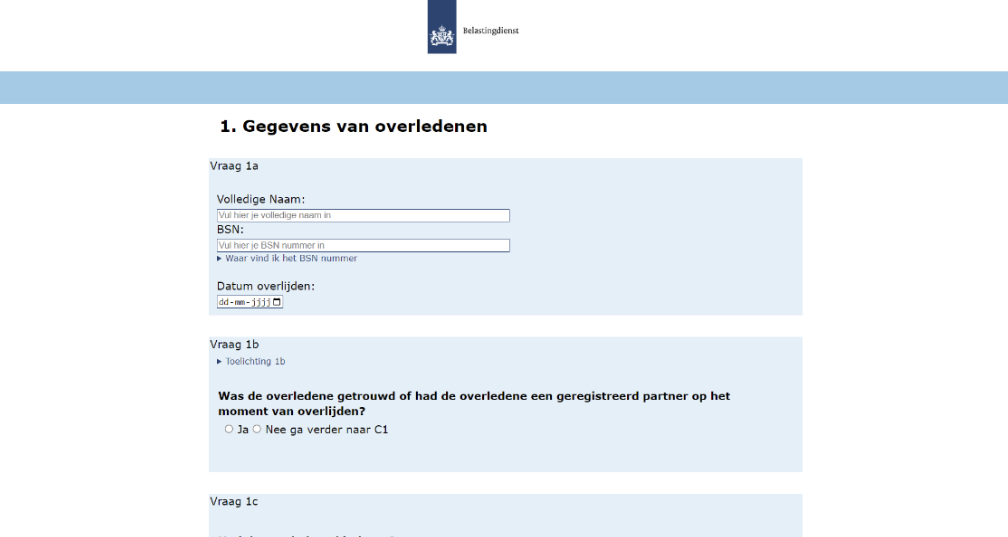 Belastingdienst
1. Gegevens van overledenen
Vraag 1a
Volledige Naam:
Vul hier je volledige naam in
BSN:
Vul hier je BSN nummer in
Waar vind ik het BSN nummer
Datum overlijden:
dd-mm-jjjj
Vraag 1b
Toelichting 1b
Was de overledene getrouwd of had de overledene een geregistreerd partner op het
moment van overlijden?
Ja Nee ga verder naar C1
Vraag 1c